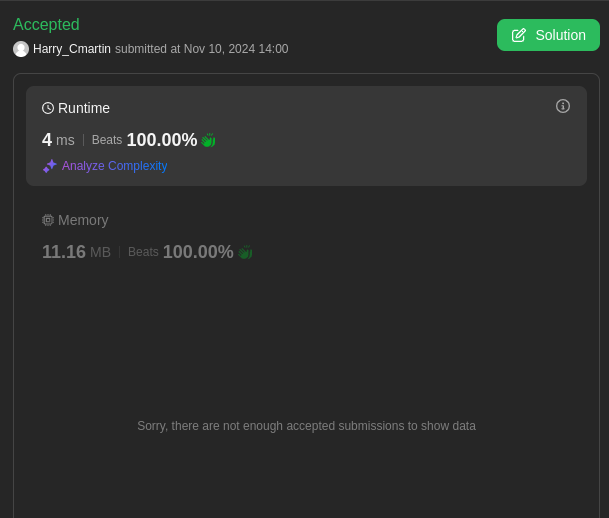 Accepted
Harry_Cmartin submitted at Nov 10, 2024 14:00
Solution
Runtime
4 ms | Beats 100.00%
Analyze Complexity
Memory
11.16 MB | Beats 100.00%
Sorry, there are not enough accepted submissions to show data